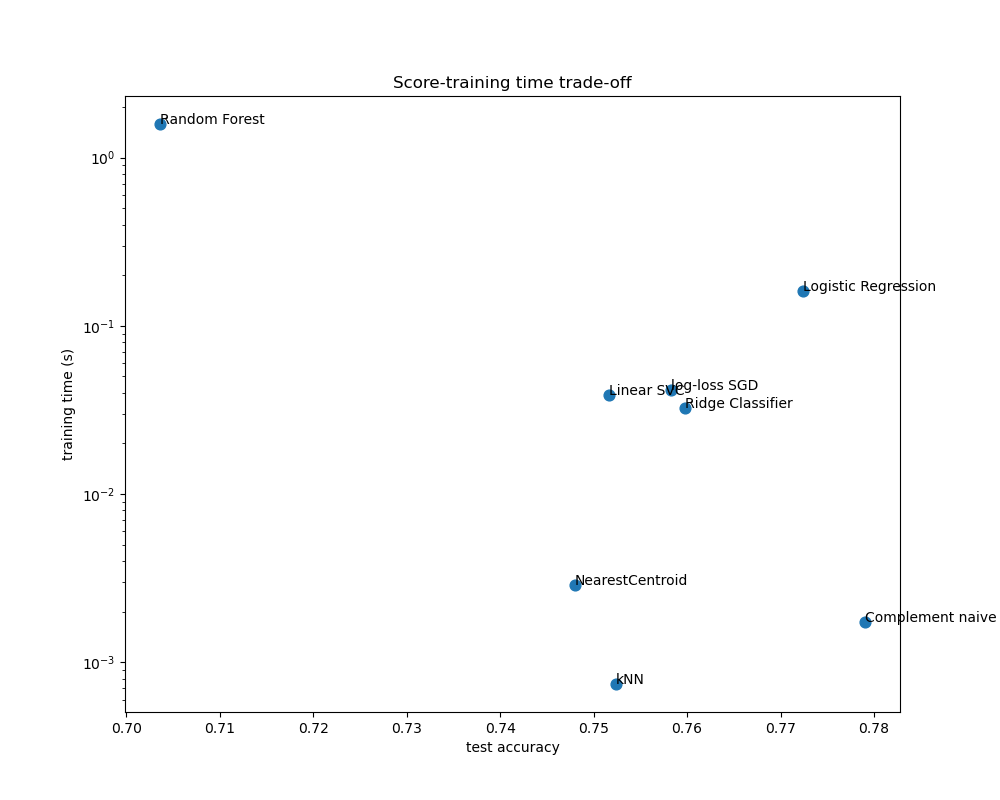 Score-training time trade-off
Random Forest
Logistic Regression
log-loss SGD
Linear SVC
Ridge Classifier
NearestCentroid
Complement naive
kNN
training time (s)
10⁰
10⁻¹
10⁻²
10⁻³
0.70 0.71 0.72 0.73 0.74 0.75 0.76 0.77 0.78
test accuracy